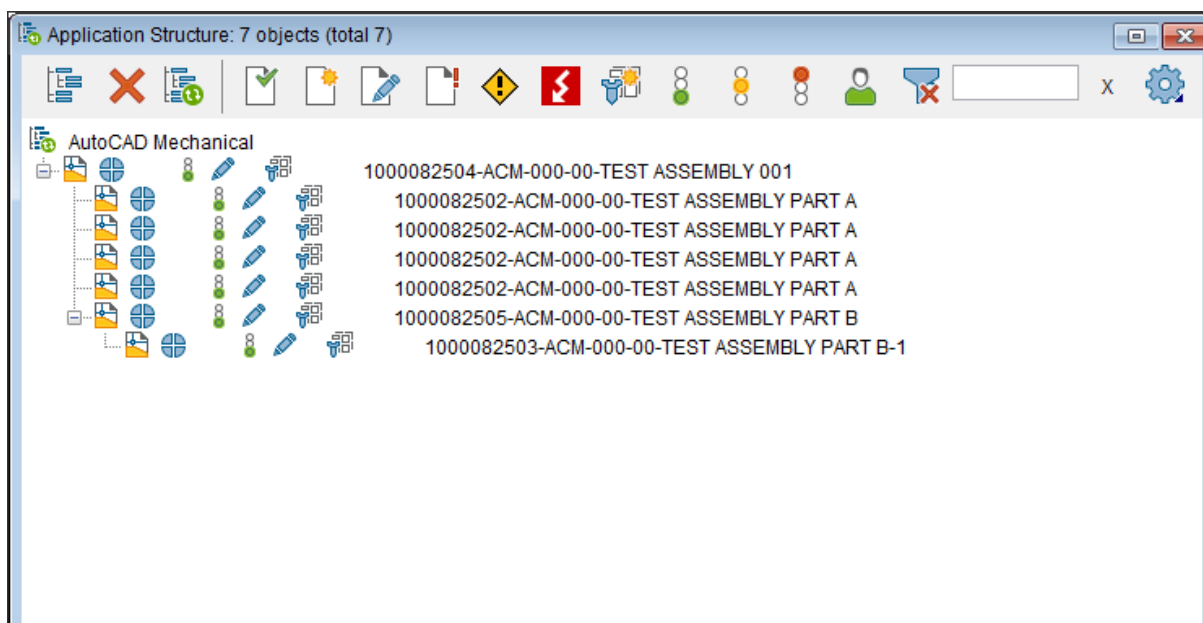 Application Structure: 7 objects (total 7)
x
AutoCAD Mechanical
1000082504-ACM-000-00-TEST ASSEMBLY 001
1000082502-ACM-000-00-TEST ASSEMBLY PART A
1000082502-ACM-000-00-TEST ASSEMBLY PART A
1000082502-ACM-000-00-TEST ASSEMBLY PART A
1000082502-ACM-000-00-TEST ASSEMBLY PART A
1000082505-ACM-000-00-TEST ASSEMBLY PART B
1000082503-ACM-000-00-TEST ASSEMBLY PART B-1